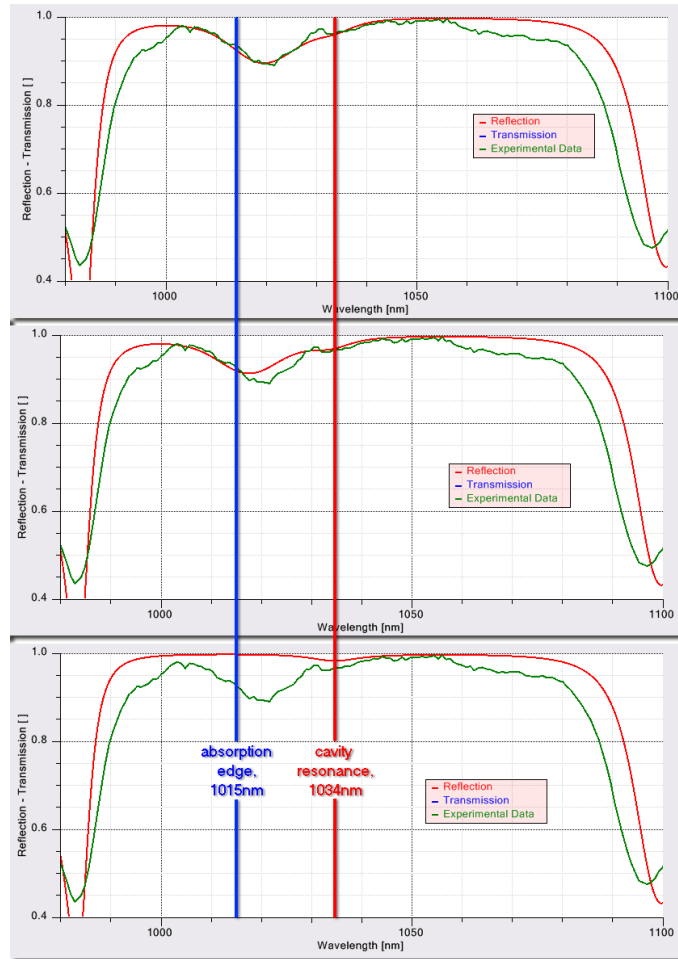 1.0
0.8
0.6
0.4
Reflection - Transmission [ ]
Reflection
Transmission
Experimental Data
1000
1050
1100
Wavelength [nm]
1.0
0.8
0.6
0.4
Reflection - Transmission [ ]
Reflection
Transmission
Experimental Data
1000
1050
1100
Wavelength [nm]
1.0
0.8
0.6
0.4
Reflection - Transmission [ ]
absorption
edge,
1015nm
cavity
resonance,
1034nm
Reflection
Transmission
Experimental Data
1000
1050
1100
Wavelength [nm]